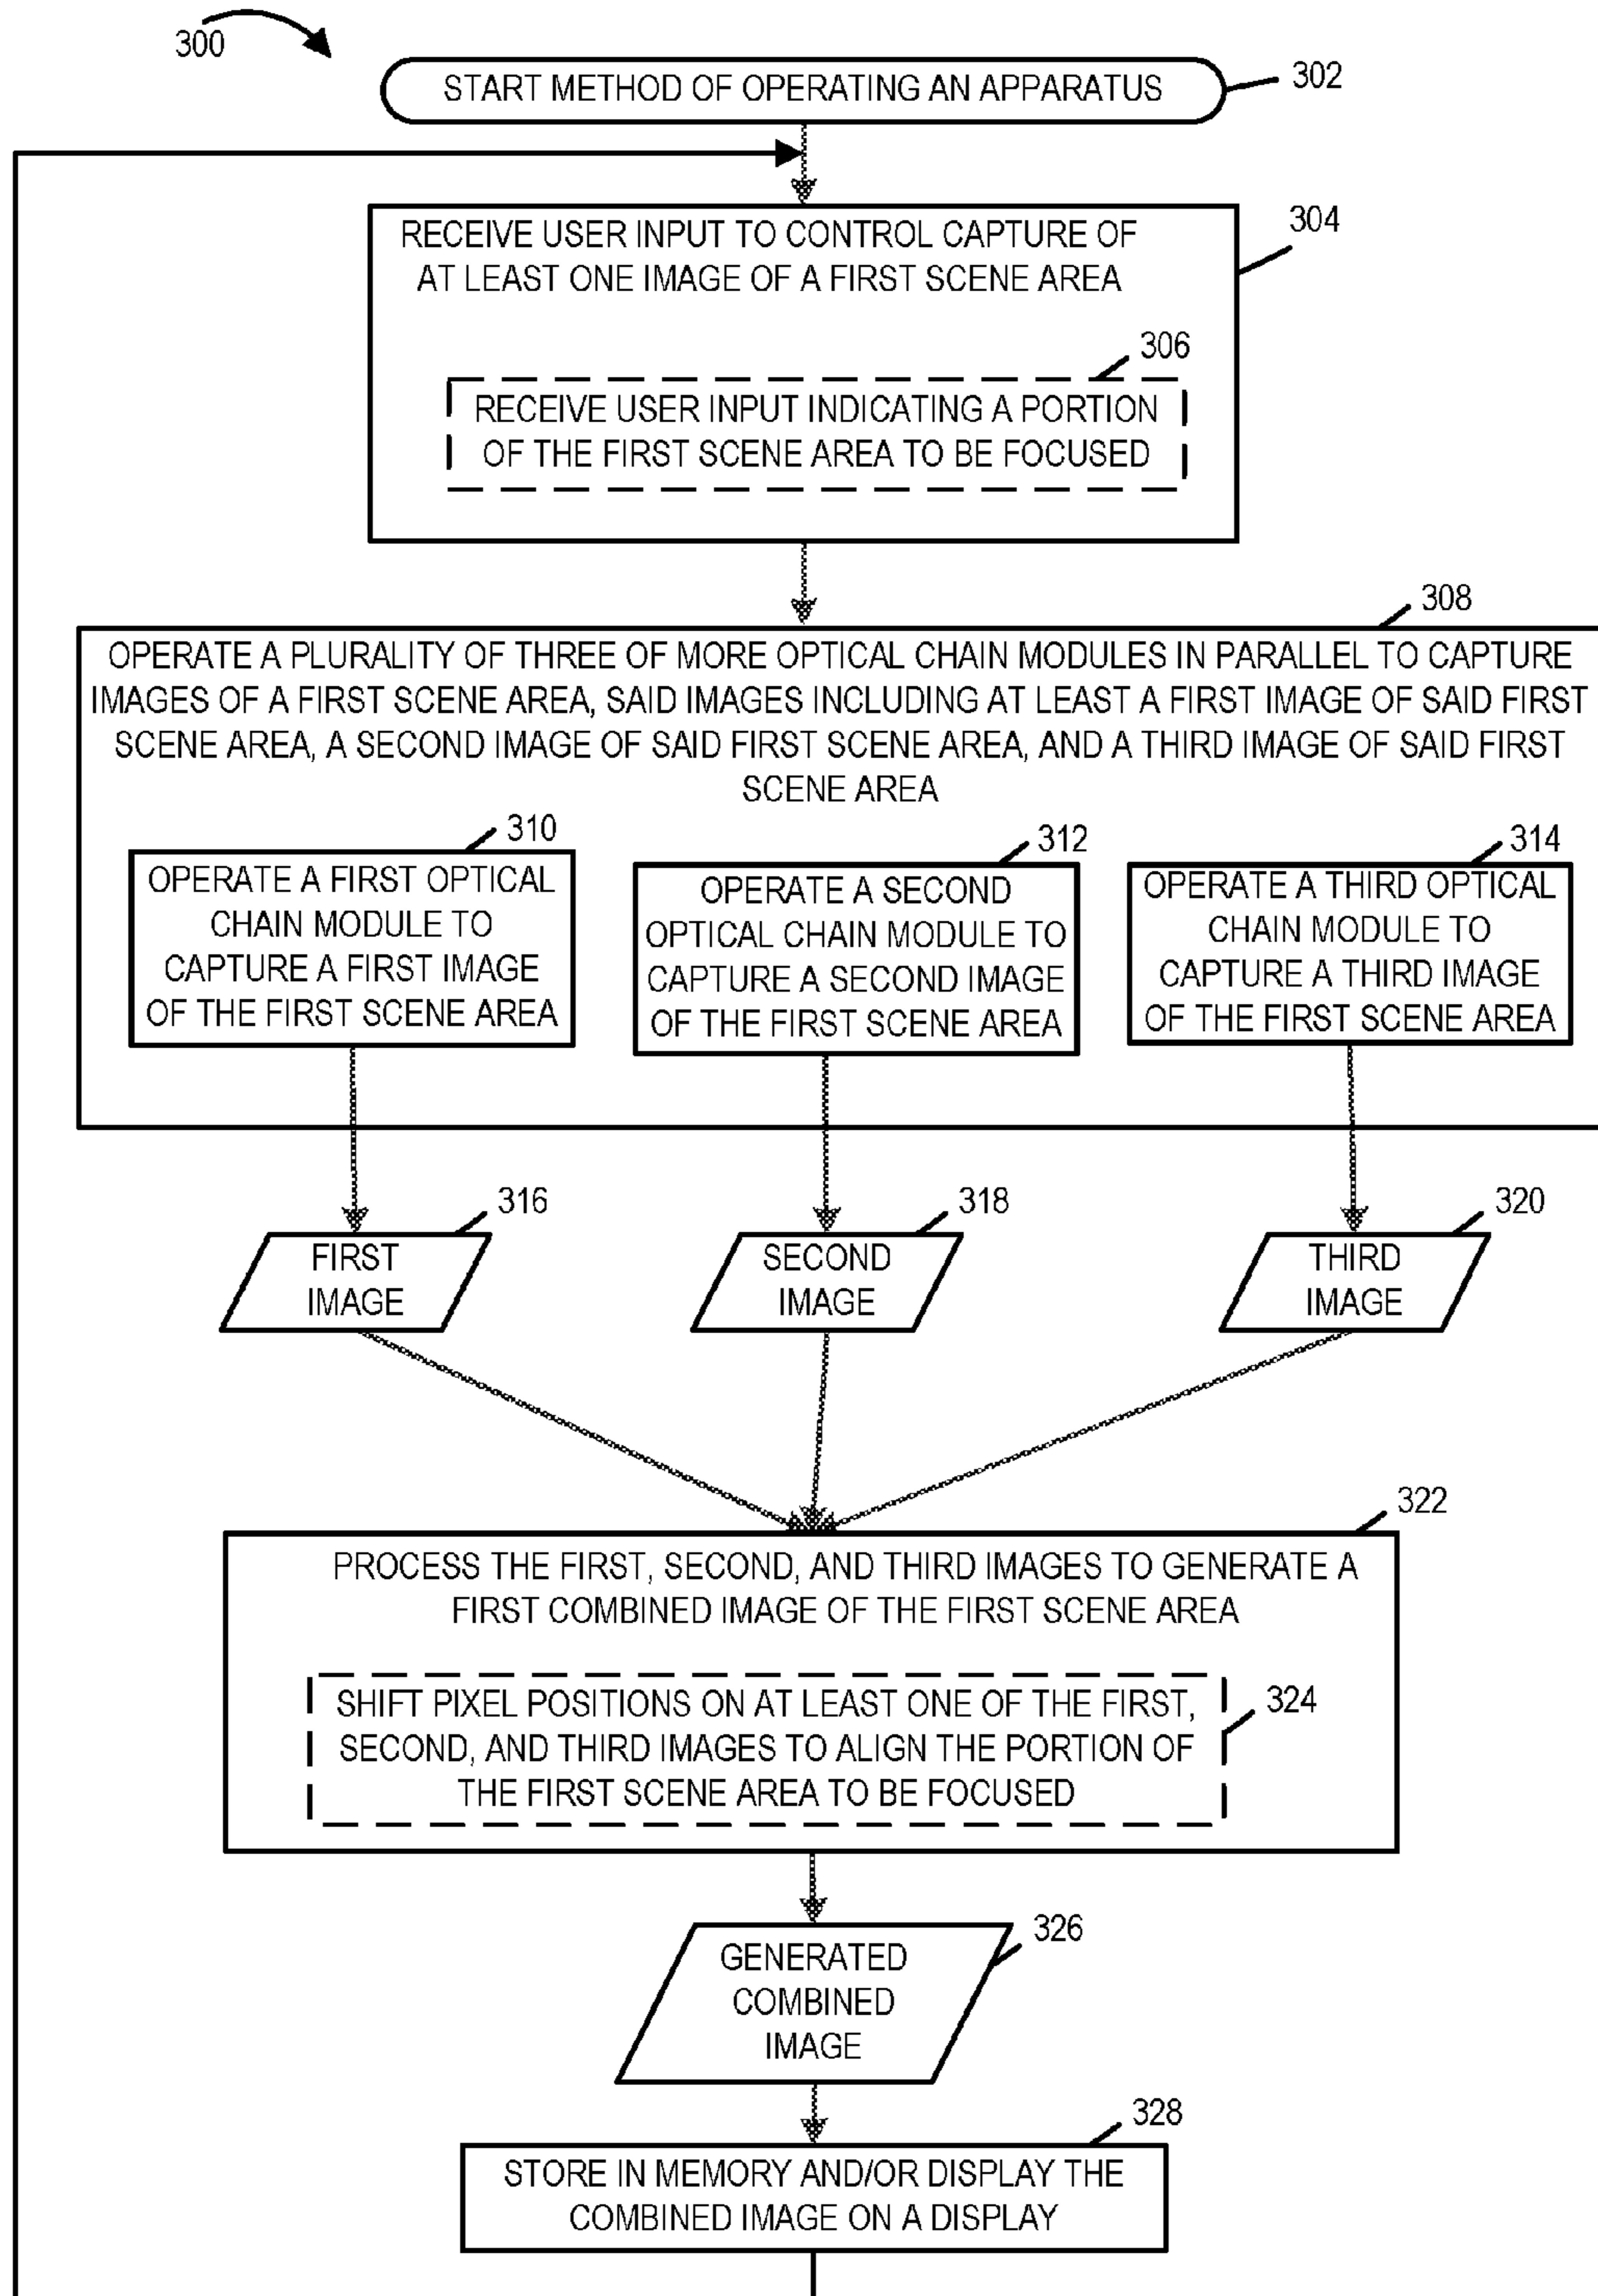 300
START METHOD OF OPERATING AN APPARATUS
302
304
RECEIVE USER INPUT TO CONTROL CAPTURE OF
AT LEAST ONE IMAGE OF A FIRST SCENE AREA
306
RECEIVE USER INPUT INDICATING A PORTION
OF THE FIRST SCENE AREA TO BE FOCUSED
308
OPERATE A PLURALITY OF THREE OF MORE OPTICAL CHAIN MODULES IN PARALLEL TO CAPTURE
IMAGES OF A FIRST SCENE AREA, SAID IMAGES INCLUDING AT LEAST A FIRST IMAGE OF SAID FIRST
SCENE AREA, A SECOND IMAGE OF SAID FIRST SCENE AREA, AND A THIRD IMAGE OF SAID FIRST
SCENE AREA
310
OPERATE A FIRST OPTICAL
CHAIN MODULE TO
CAPTURE A FIRST IMAGE
OF THE FIRST SCENE AREA
312
OPERATE A SECOND
OPTICAL CHAIN MODULE TO
CAPTURE A SECOND IMAGE
OF THE FIRST SCENE AREA
314
OPERATE A THIRD OPTICAL
CHAIN MODULE TO
CAPTURE A THIRD IMAGE
OF THE FIRST SCENE AREA
316
FIRST
IMAGE
318
SECOND
IMAGE
320
THIRD
IMAGE
322
PROCESS THE FIRST, SECOND, AND THIRD IMAGES TO GENERATE A
FIRST COMBINED IMAGE OF THE FIRST SCENE AREA
SHIFT PIXEL POSITIONS ON AT LEAST ONE OF THE FIRST,
SECOND, AND THIRD IMAGES TO ALIGN THE PORTION OF
THE FIRST SCENE AREA TO BE FOCUSED
324
326
GENERATED
COMBINED
IMAGE
328
STORE IN MEMORY AND/OR DISPLAY THE
COMBINED IMAGE ON A DISPLAY